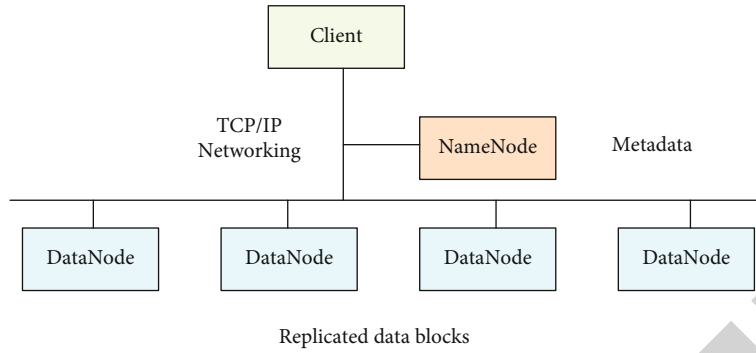 Client
TCP/IP
Networking
NameNode
Metadata
DataNode
DataNode
DataNode
DataNode
Replicated data blocks